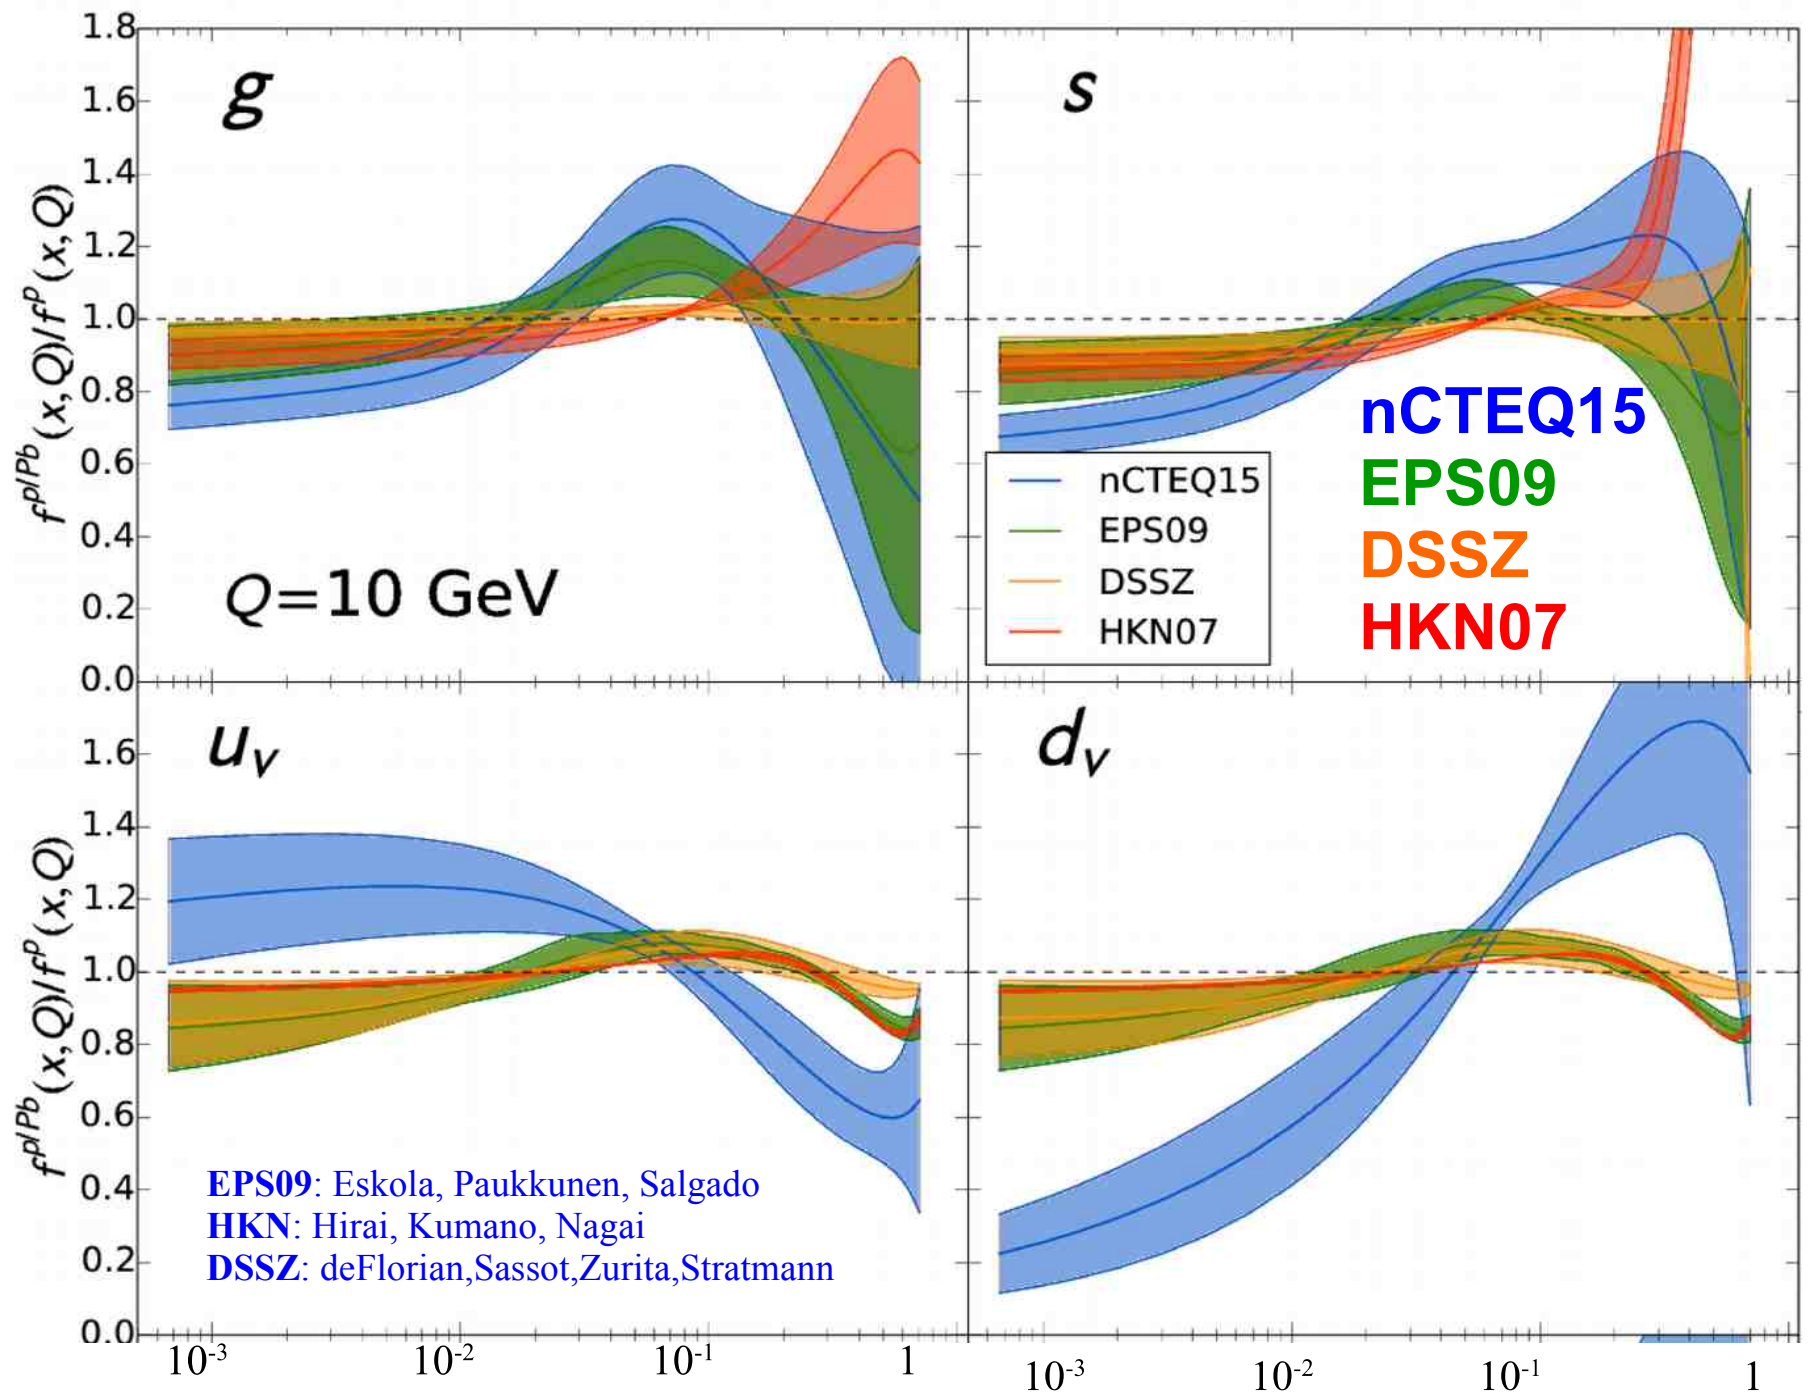 g
s
1.8
1.6
1.4
1.2
1.0
0.8
0.6
0.4
0.2
0.0
f^{p/Pb}(x,Q)/f^{p}(x,Q)
Q=10 GeV
nCTEQ15
EPS09
DSSZ
HKN07
nCTEQ15
EPS09
DSSZ
HKN07
u_v
d_v
1.6
1.4
1.2
1.0
0.8
0.6
0.4
0.2
0.0
f^{p/Pb}(x,Q)/f^{p}(x,Q)
EPS09: Eskola, Paukkunen, Salgado
HKN: Hirai, Kumano, Nagai
DSSZ: deFlorian,Sassot,Zurita,Stratmann
10^{-3} 10^{-2} 10^{-1} 1
10^{-3} 10^{-2} 10^{-1} 1